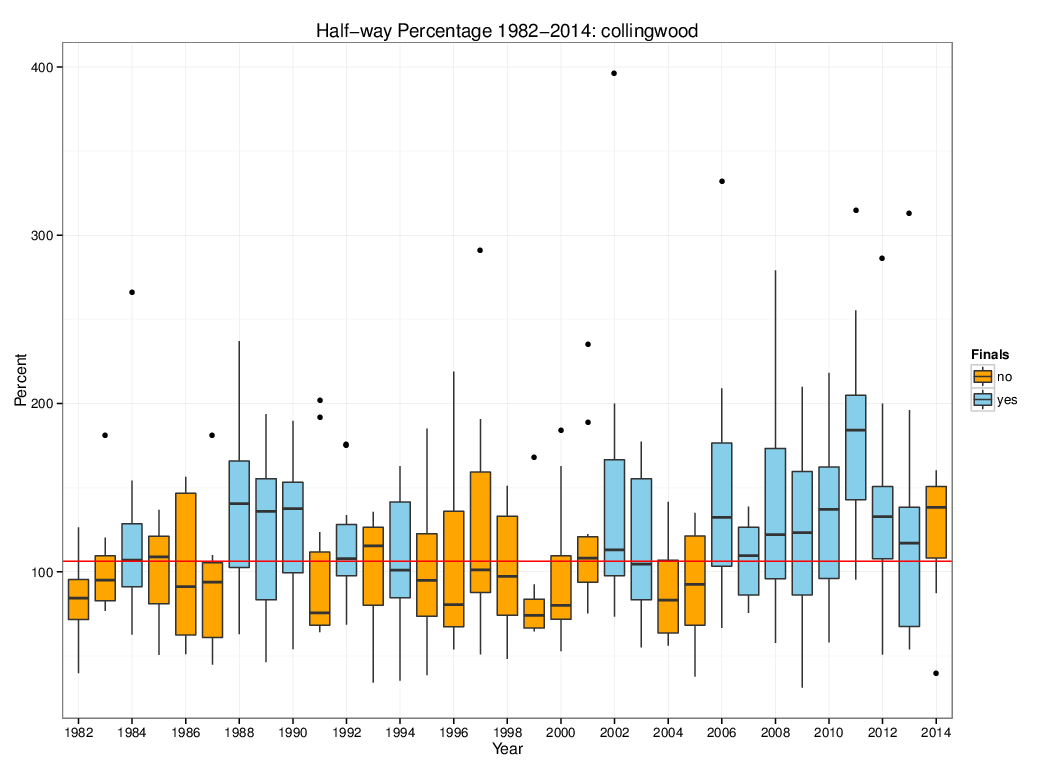 Half−way Percentage 1982−2014: collingwood
400
300
200
100
Percent
1982 1984 1986 1988 1990 1992 1994 1996 1998 2000 2002 2004 2006 2008 2010 2012 2014
Year
Finals
no
yes